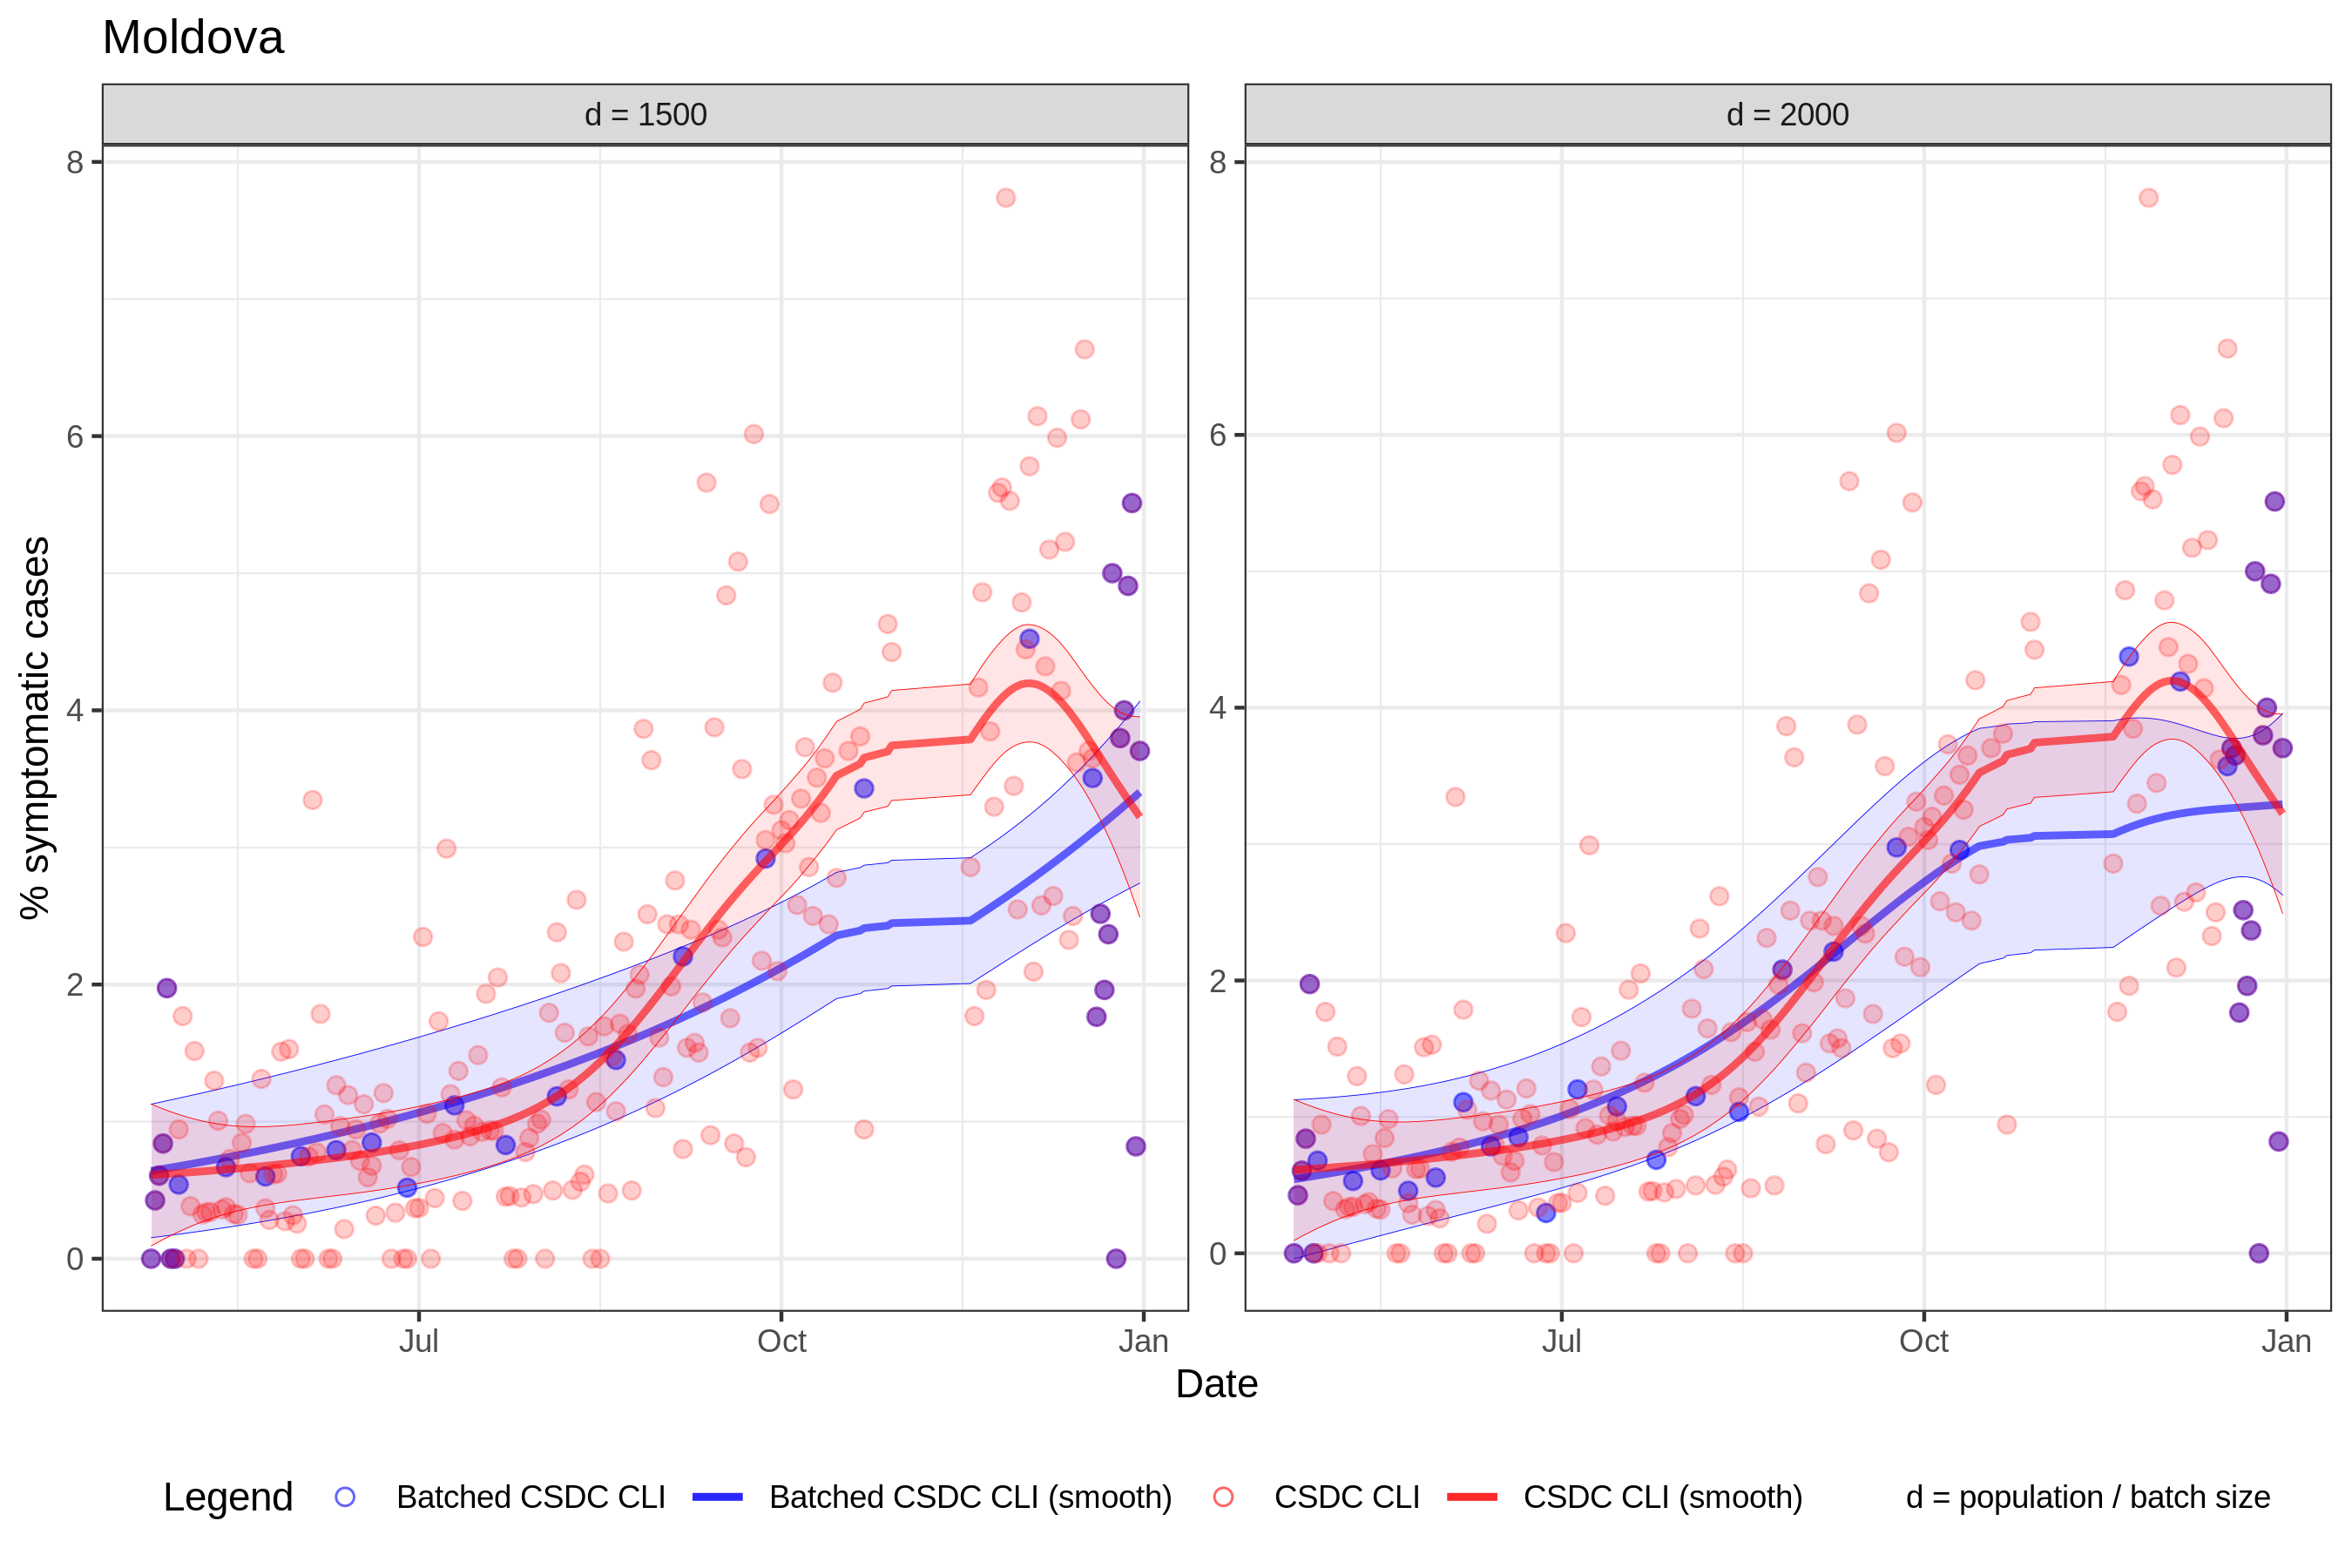 Moldova
d = 1500
d = 2000
% symptomatic cases
8
6
4
2
0
8
6
4
2
0
Jul
Oct
Jan
Jul
Oct
Jan
Date
Legend
Batched CSDC CLI
Batched CSDC CLI (smooth)
CSDC CLI
CSDC CLI (smooth)
d = population / batch size